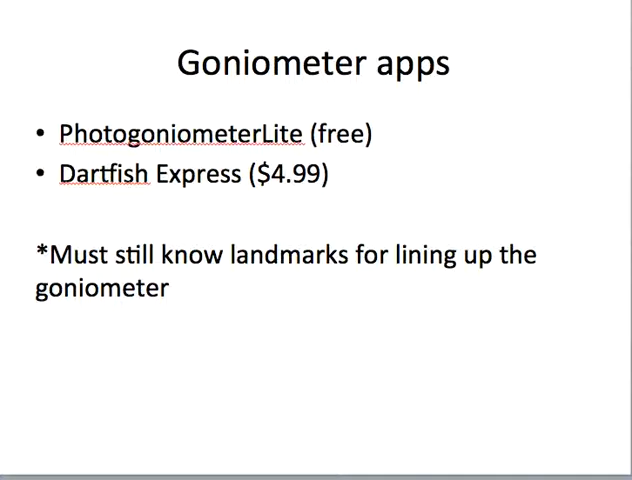 Goniometer apps
• PhotogoniometerLite (free)
• Dartfish Express ($4.99)
*Must still know landmarks for lining up the
goniometer